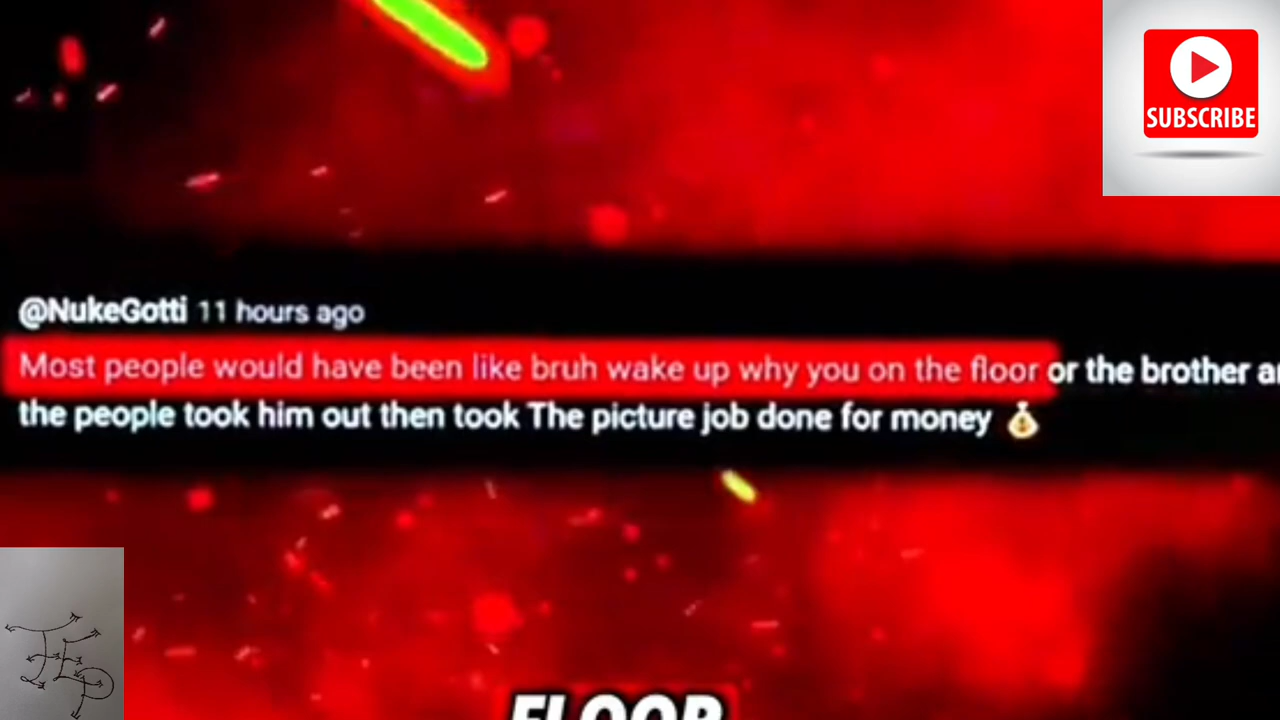 SUBSCRIBE
@NukeGotti 11 hours ago
Most people would have been like bruh wake up why you on the floor or the brother
the people took him out then took The picture job done for money 💰
FLOOR